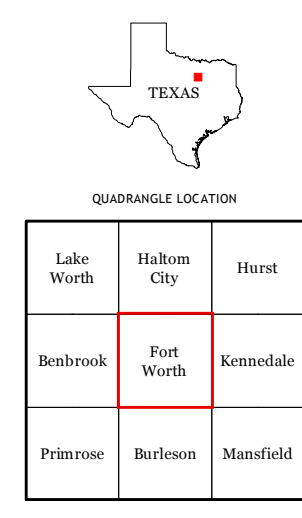 TEXAS
QUADRANGLE LOCATION
Lake
Worth
Haltom
City
Hurst
Benbrook
Fort
Worth
Kennedale
Primrose
Burleson
Mansfield